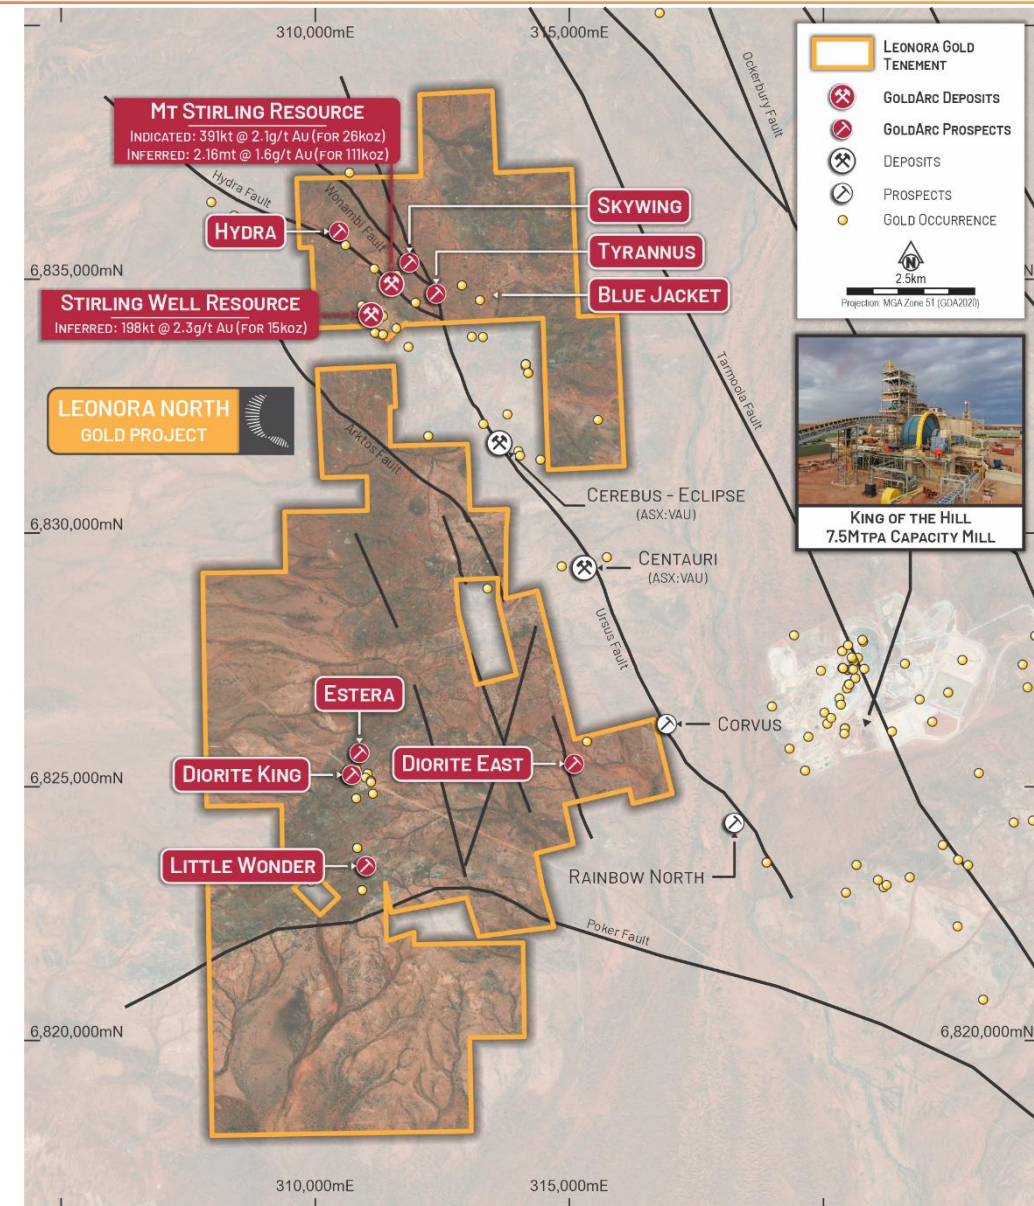 310,000mE
315,000mE
LEONORA GOLD
TENEMENT
GOLDARC DEPOSITS
GOLDARC PROSPECTS
DEPOSITS
PROSPECTS
GOLD OCCURRENCE
N
2.5km
Projection: MGA Zone 51 (GDA2020)
Ockerbury Fault
MT STIRLING RESOURCE
INDICATED: 391kt @ 2.1g/t Au (FOR 26koz)
INFERRED: 2.16mt @ 1.6g/t Au (FOR 111koz)
Hydra Fault
Wonambi Fault
HYDRA
SKYWING
TYRANNUS
BLUE JACKET
6,835,000mN
STIRLING WELL RESOURCE
INFERRED: 198kt @ 2.3g/t Au (FOR 15koz)
Tarmoola Fault
LEONORA NORTH
GOLD PROJECT
Arktos Fault
KING OF THE HILL
7.5MTPA CAPACITY MILL
CEREBUS - ECLIPSE
(ASX:VAU)
6,830,000mN
CENTAURI
(ASX:VAU)
Ursus Fault
ESTERA
CORVUS
DIORITE KING
DIORITE EAST
6,825,000mN
LITTLE WONDER
RAINBOW NORTH
Poker Fault
6,820,000mN
6,820,000mN
310,000mE
315,000mE